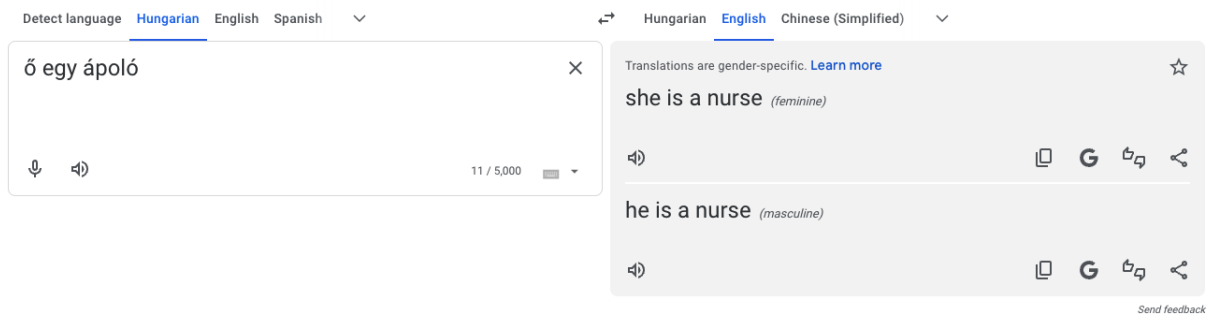 Detect language Hungarian English Spanish
Hungarian English Chinese (Simplified)
ő egy ápoló
11 / 5,000
Translations are gender-specific. Learn more
she is a nurse (feminine)
he is a nurse (masculine)
Send feedback